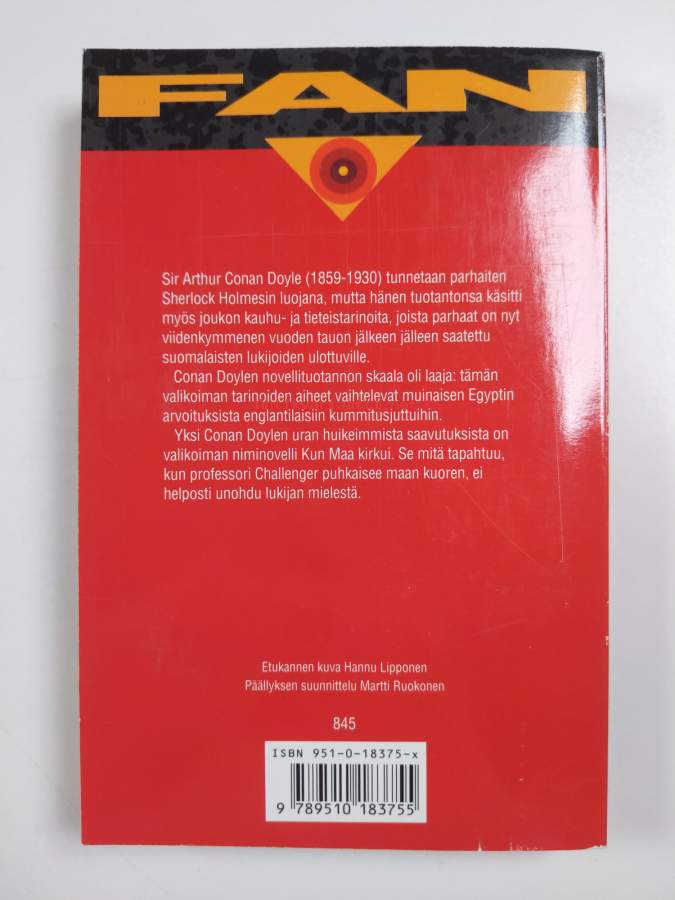 FAN
Sir Arthur Conan Doyle (1859-1930) tunnetaan parhaiten
Sherlock Holmesin luojana, mutta hänen tuotantonsa käsitti
myös joukon kauhu- ja tieteistarinoita, joista parhaat on nyt
viidenkymmenen vuoden tauon jälkeen jälleen saatettu
suomalaisten lukijoiden ulottuville.
Conan Doylen novellituotannon skaala oli laaja: tämän
valikoiman tarinoiden aiheet vaihtelevat muinaisen Egyptin
arvoituksista englantilaisiin kummitusjuttuihin.
Yksi Conan Doylen uran huikeimmista saavutuksista on
valikoiman niminovelli Kun Maa kirkui. Se mitä tapahtuu,
kun professori Challenger puhkaisee maan kuoren, ei
helposti unohdu lukijan mielestä.
Etukannen kuva Hannu Lipponen
Päällyksen suunnittelu Martti Ruokonen
845
ISBN 951-0-18375-x
9 789510 183755